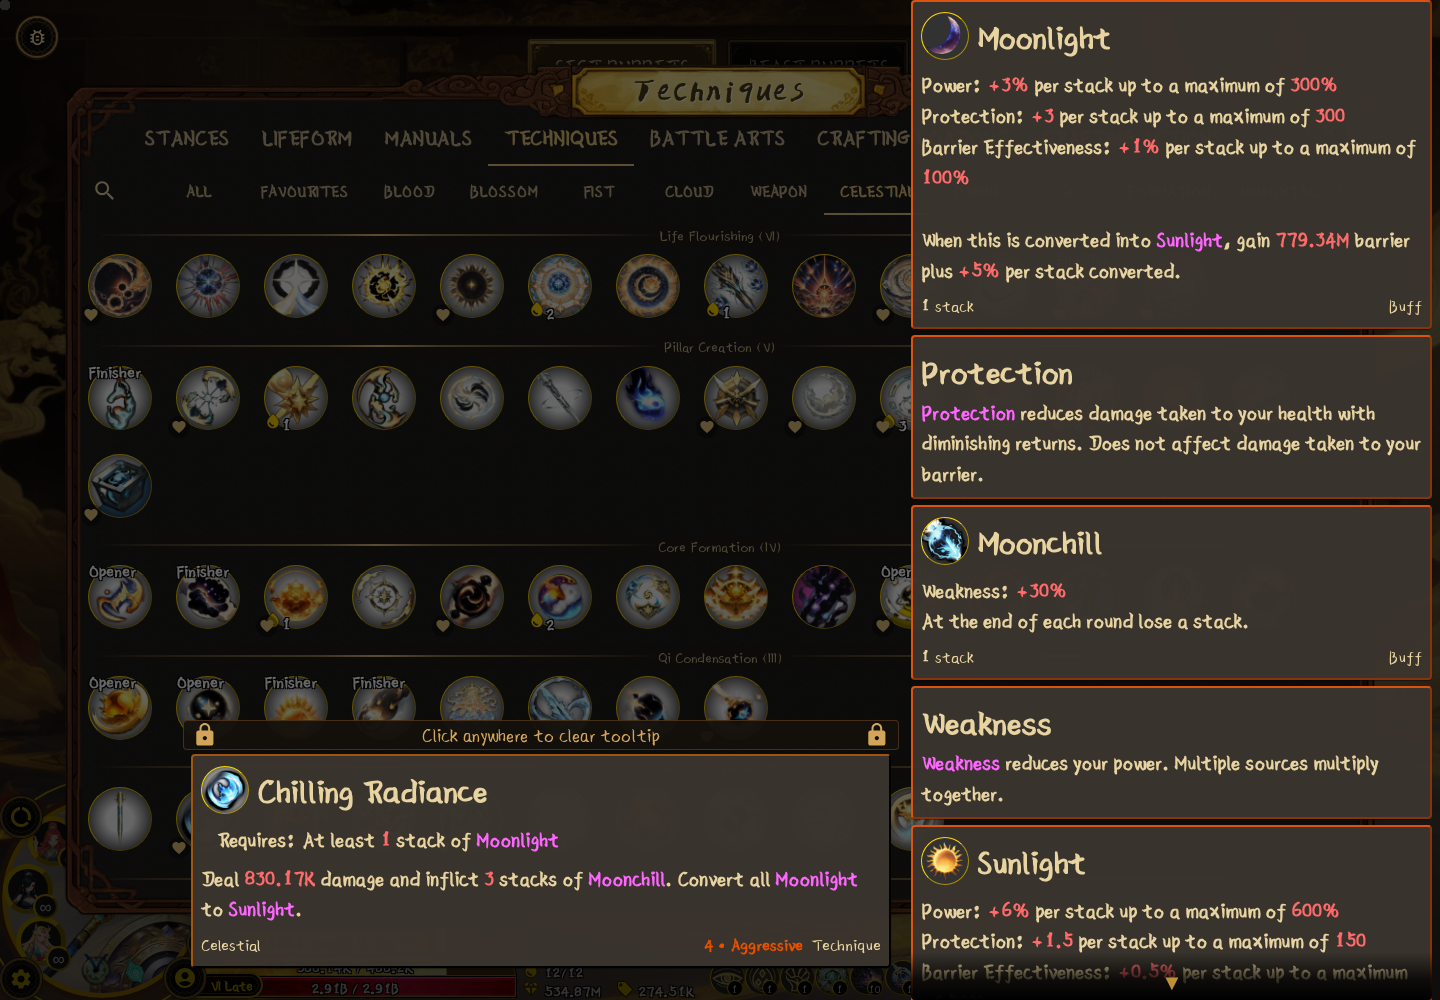 Techniques
STANCES LIFEFORM MANUALS TECHNIQUES BATTLE ARTS CRAFTING
ALL FAVOURITES BLOOD BLOSSOM FIST CLOUD WEAPON CELESTIAL
Life Flourishing (VI)
2 1
Pillar Creation (V)
Finisher
1 3
Core Formation (IV)
Opener Finisher
1 2
Qi Condensation (III)
Opener Opener Finisher Finisher
Click anywhere to clear tooltip
Chilling Radiance
Requires: At least 1 stack of Moonlight
Deal 830.17K damage and inflict 3 stacks of Moonchill. Convert all Moonlight
to Sunlight.
Celestial 4 • Aggressive Technique
VI Late
2.91B / 2.91B
12/12
534.87M 274.51K
Moonlight
Power: +3% per stack up to a maximum of 300%
Protection: +3 per stack up to a maximum of 300
Barrier Effectiveness: +1% per stack up to a maximum of
100%
When this is converted into Sunlight, gain 779.34M barrier
plus +5% per stack converted.
1 stack Buff
Protection
Protection reduces damage taken to your health with
diminishing returns. Does not affect damage taken to your
barrier.
Moonchill
Weakness: +30%
At the end of each round lose a stack.
1 stack Buff
Weakness
Weakness reduces your power. Multiple sources multiply
together.
Sunlight
Power: +6% per stack up to a maximum of 600%
Protection: +1.5 per stack up to a maximum of 150
Barrier Effectiveness: +0.5% per stack up to a maximum